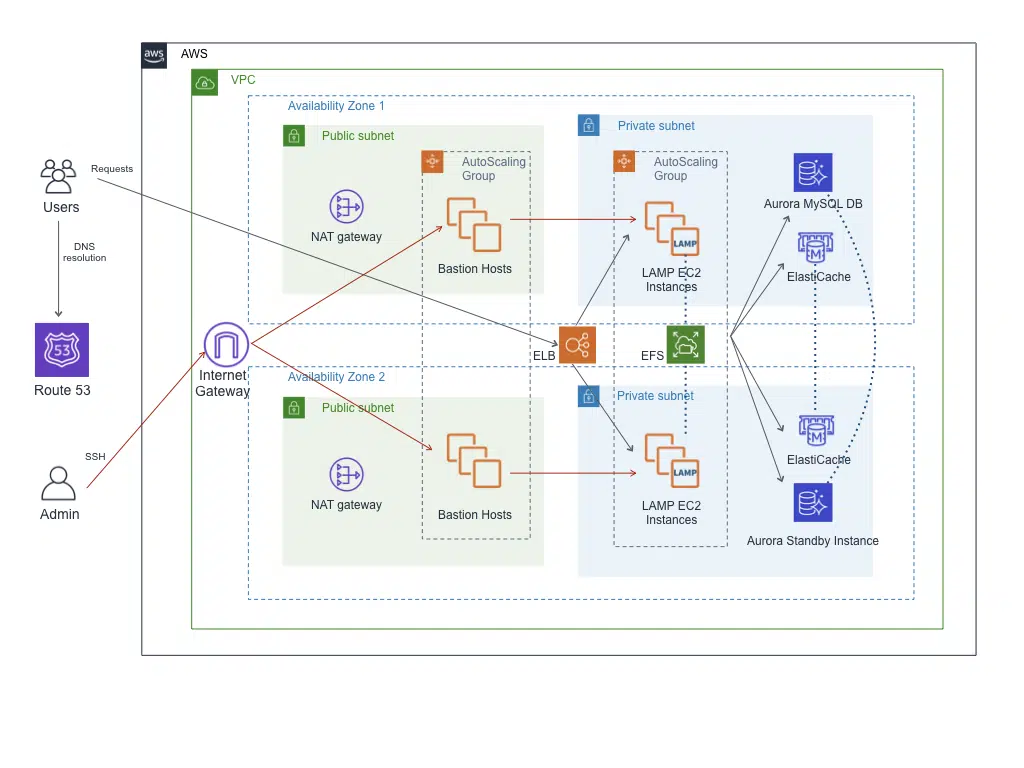 aws
AWS
VPC
Availability Zone 1
Public subnet
Private subnet
AutoScaling
Group
AutoScaling
Group
Requests
Users
DNS
resolution
NAT gateway
Bastion Hosts
LAMP
LAMP EC2
Instances
Aurora MySQL DB
M
ElastiCache
53
Route 53
Internet
Gateway
ELB
EFS
Availability Zone 2
Public subnet
Private subnet
SSH
Admin
NAT gateway
Bastion Hosts
LAMP
LAMP EC2
Instances
M
ElastiCache
Aurora Standby Instance